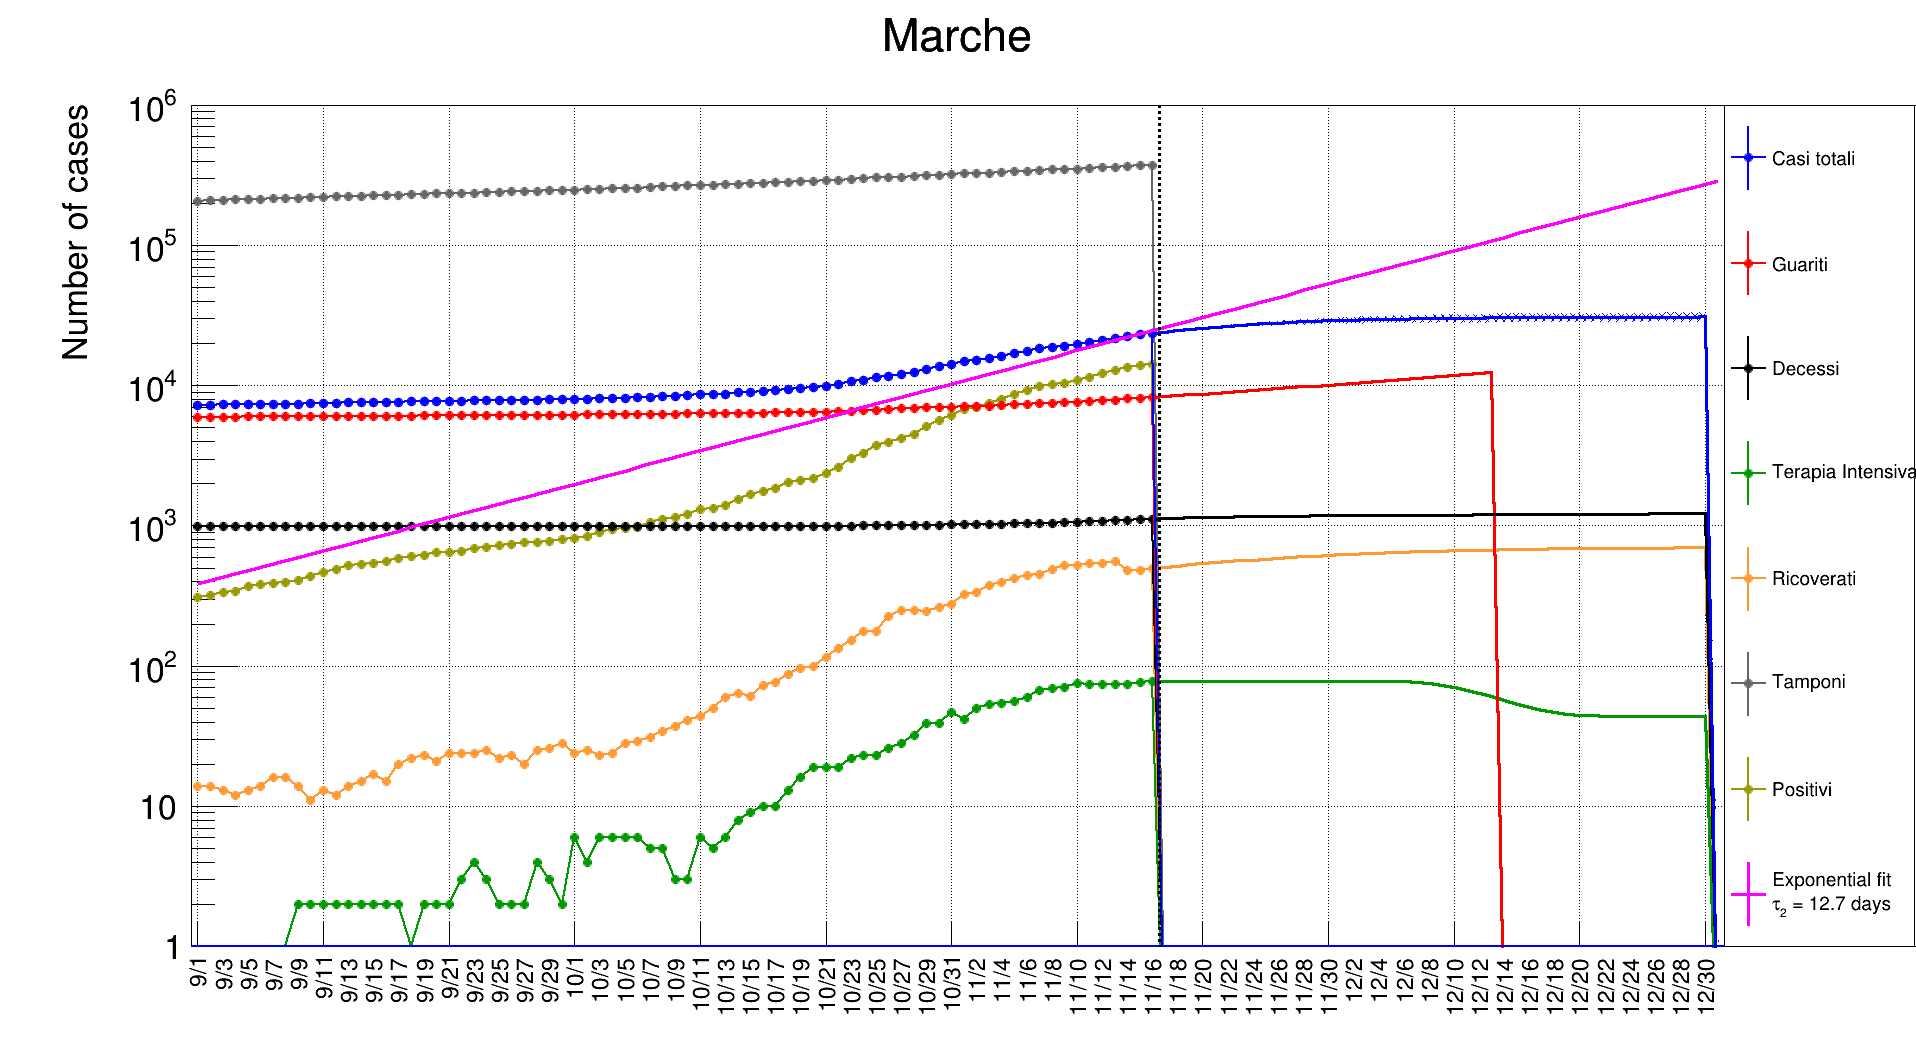 Marche
Number of cases
10^6
10^5
10^4
10^3
10^2
10
1
9/1 9/3 9/5 9/7 9/9 9/11 9/13 9/15 9/17 9/19 9/21 9/23 9/25 9/27 9/29 10/1 10/3 10/5 10/7 10/9 10/11 10/13 10/15 10/17 10/19 10/21 10/23 10/25 10/27 10/29 10/31 11/2 11/4 11/6 11/8 11/10 11/12 11/14 11/16 11/18 11/20 11/22 11/24 11/26 11/28 11/30 12/2 12/4 12/6 12/8 12/10 12/12 12/14 12/16 12/18 12/20 12/22 12/24 12/26 12/28 12/30
Casi totali
Guariti
Decessi
Terapia Intensiva
Ricoverati
Tamponi
Positivi
Exponential fit
τ_2 = 12.7 days